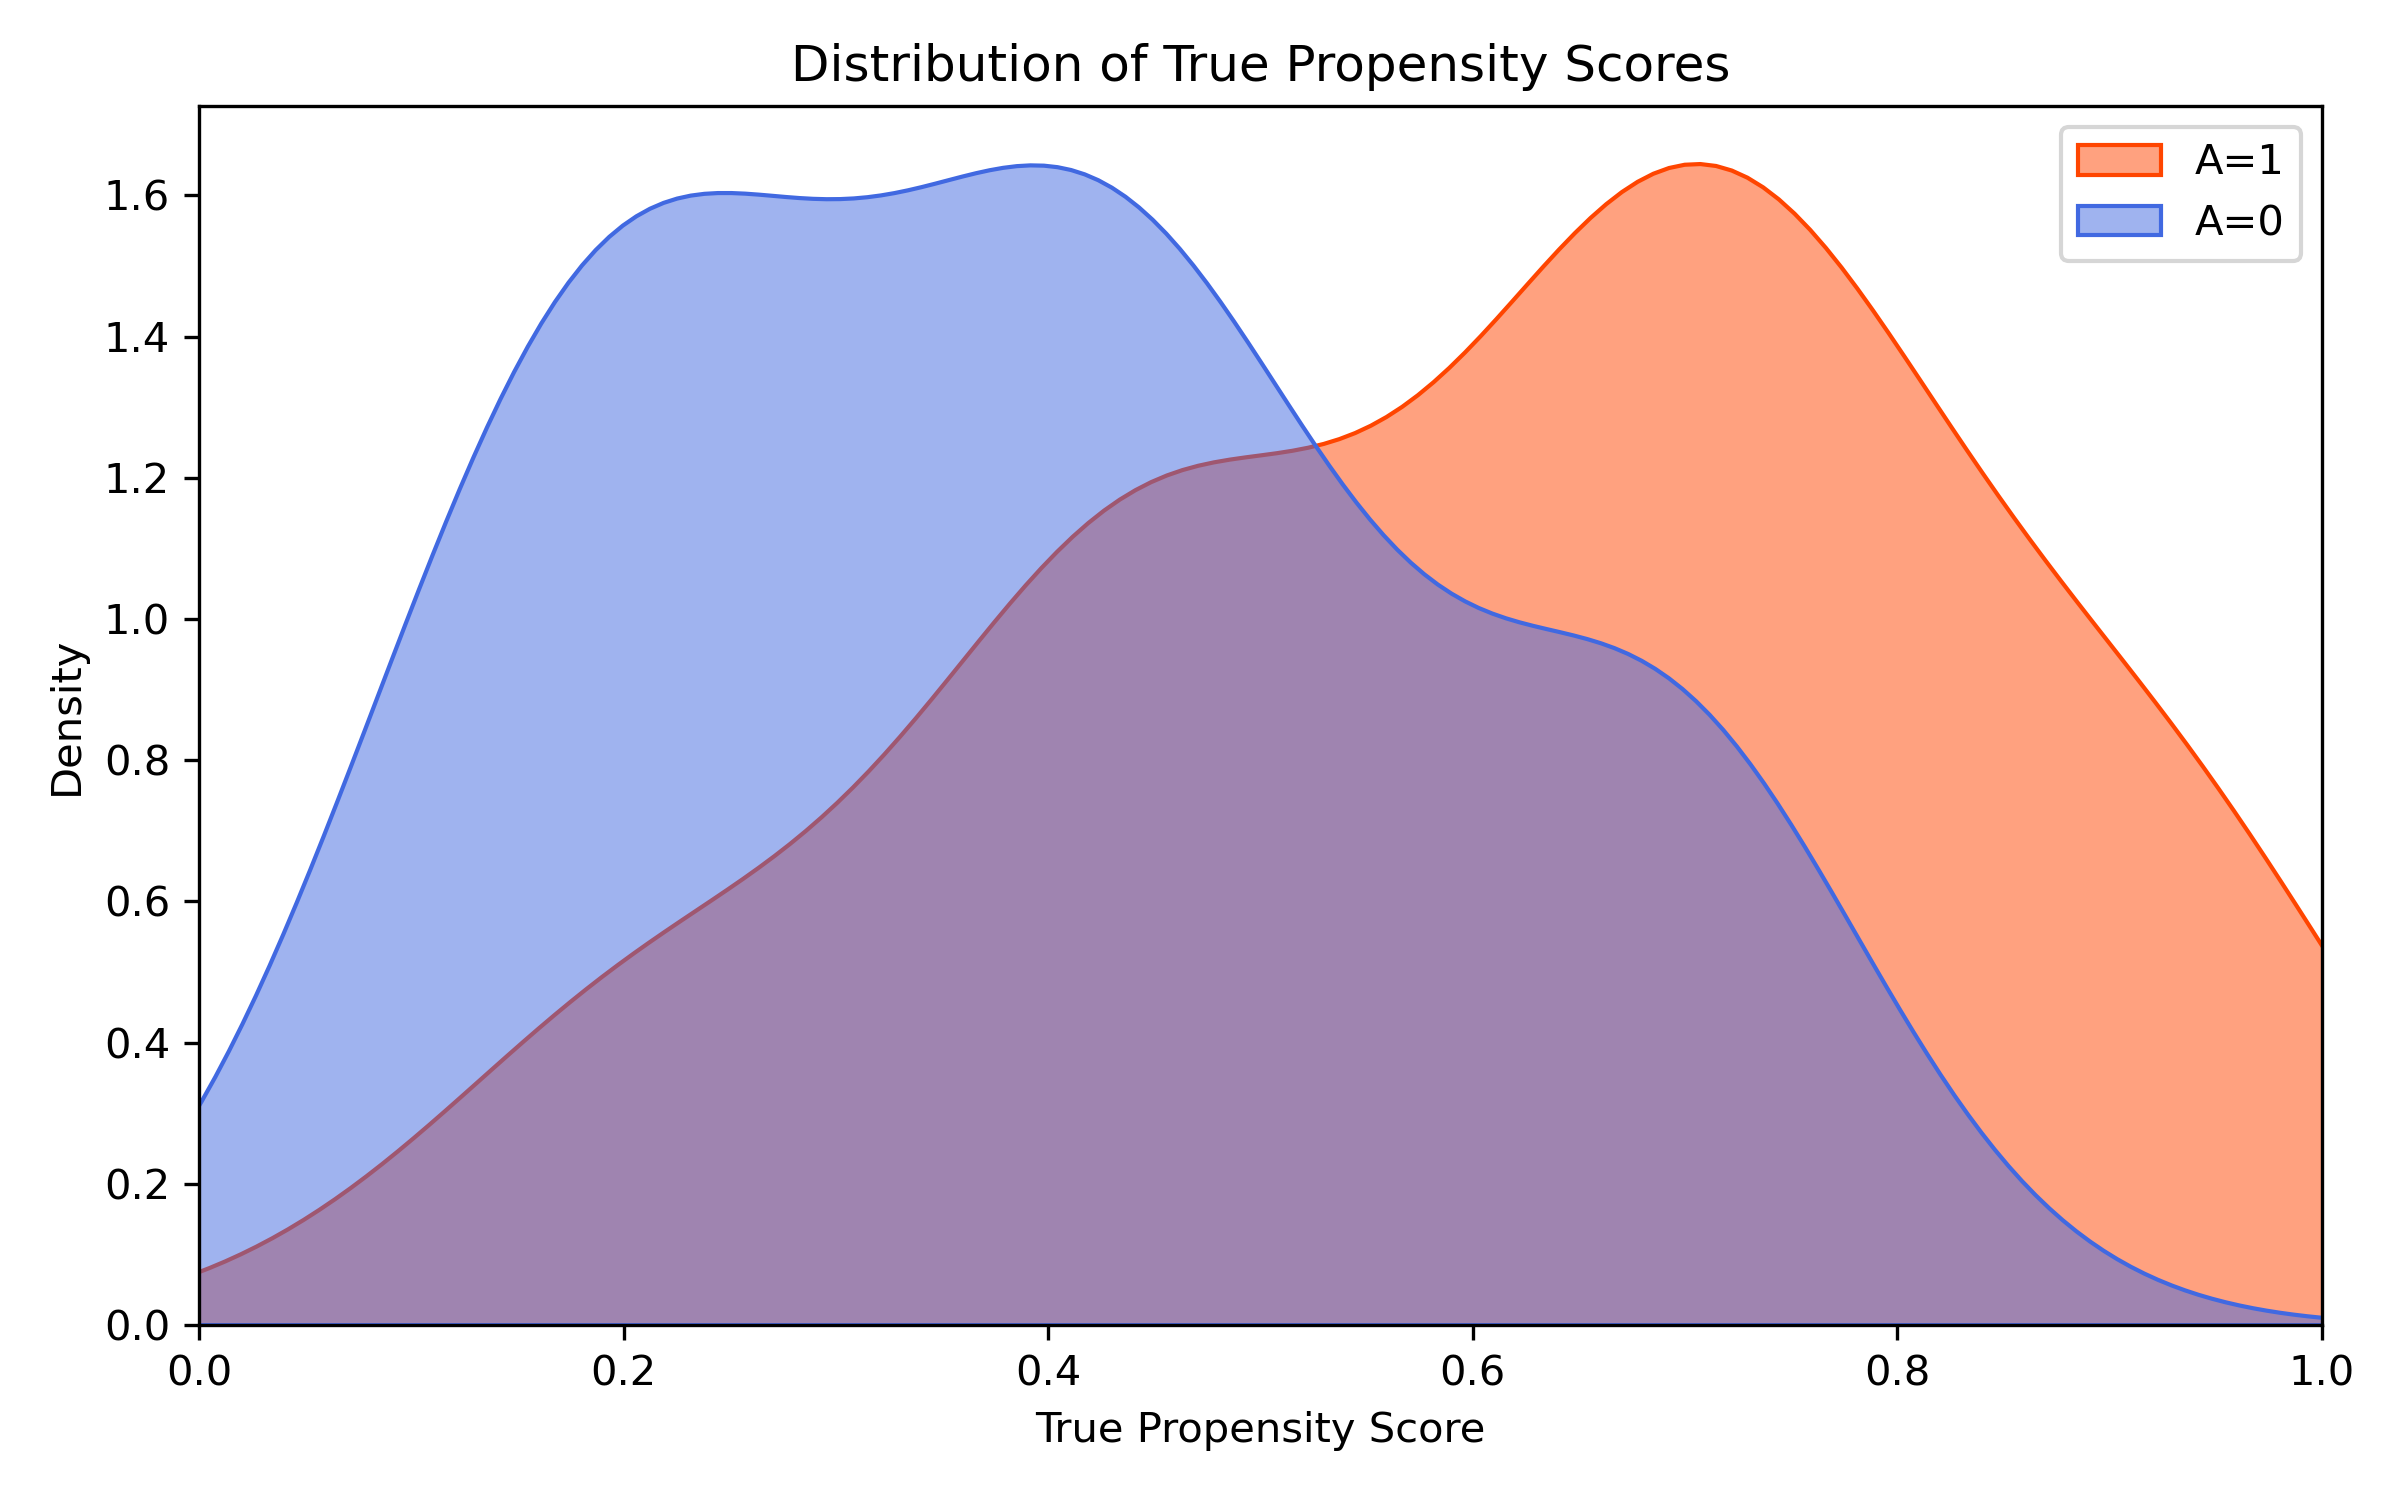 Distribution of True Propensity Scores
A=1
A=0
Density
1.6
1.4
1.2
1.0
0.8
0.6
0.4
0.2
0.0
0.0 0.2 0.4 0.6 0.8 1.0
True Propensity Score